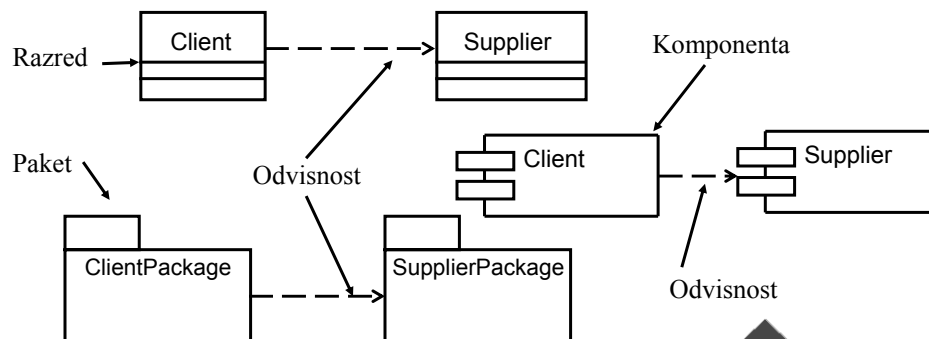 Client
Supplier
Razred
Komponenta
Client
Supplier
Paket
Odvisnost
ClientPackage
SupplierPackage
Odvisnost